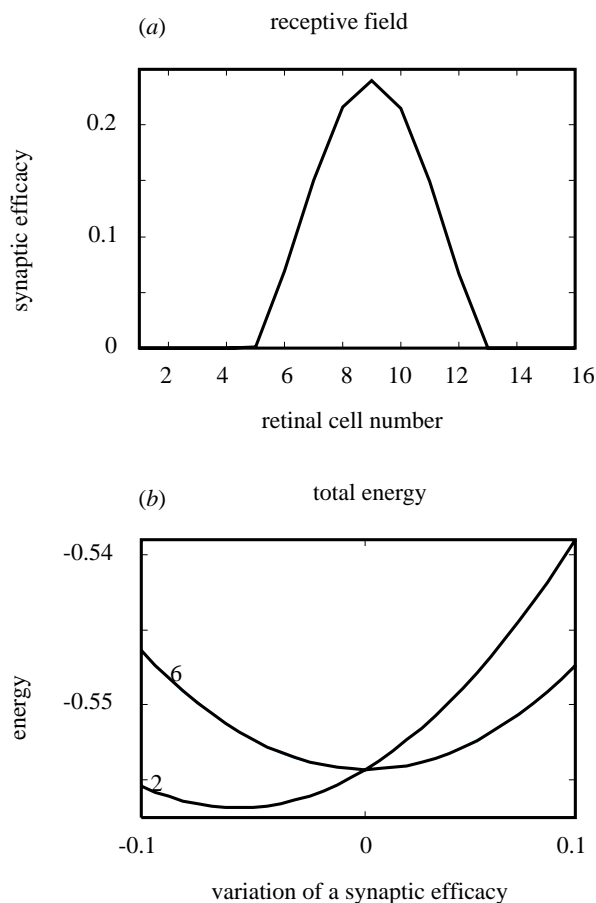 (a) receptive field
0.2
0.1
0
synaptic efficacy
2 4 6 8 10 12 14 16
retinal cell number
(b) total energy
-0.54
-0.55
energy
6
2
-0.1 0 0.1
variation of a synaptic efficacy